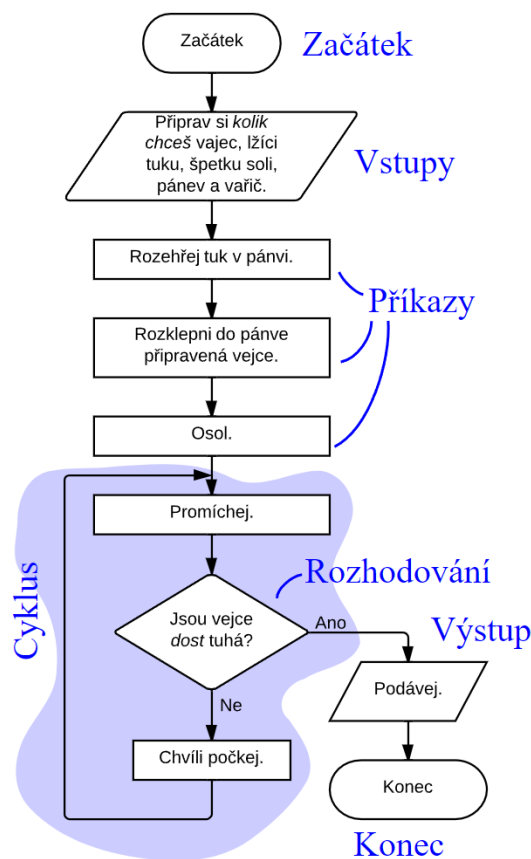 Začátek
Začátek
Připrav si kolik
chceš vajec, lžíci
tuku, špetku soli,
pánev a vařič.
Vstupy
Rozehřej tuk v pánvi.
Příkazy
Rozklepni do pánve
připravená vejce.
Osol.
Promíchej.
Cyklus
Rozhodování
Jsou vejce
dost tuhá?
Ano
Výstup
Podávej.
Ne
Chvíli počkej.
Konec
Konec